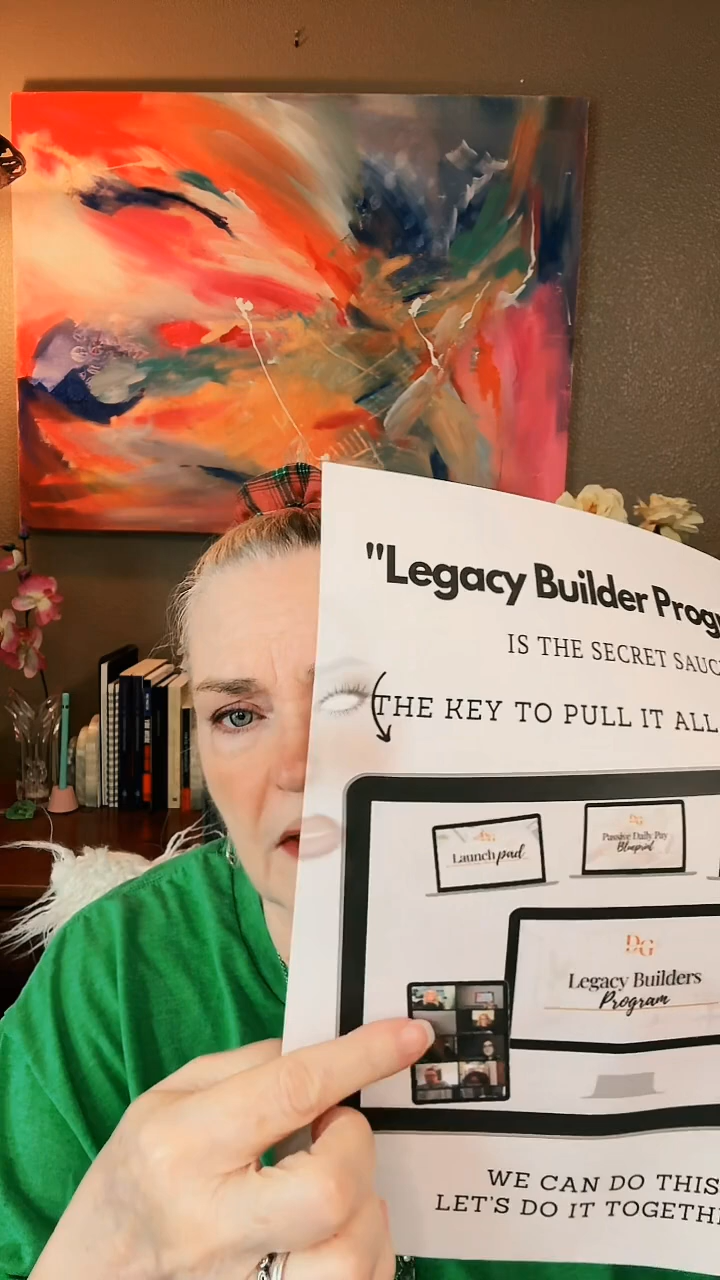 "Legacy Builder Prog
IS THE SECRET SAUC
THE KEY TO PULL IT ALL
Launch pad
DG
Passive Daily Pay
Blueprint
DG
Legacy Builders
Program
WE CAN DO THIS
LET'S DO IT TOGETH